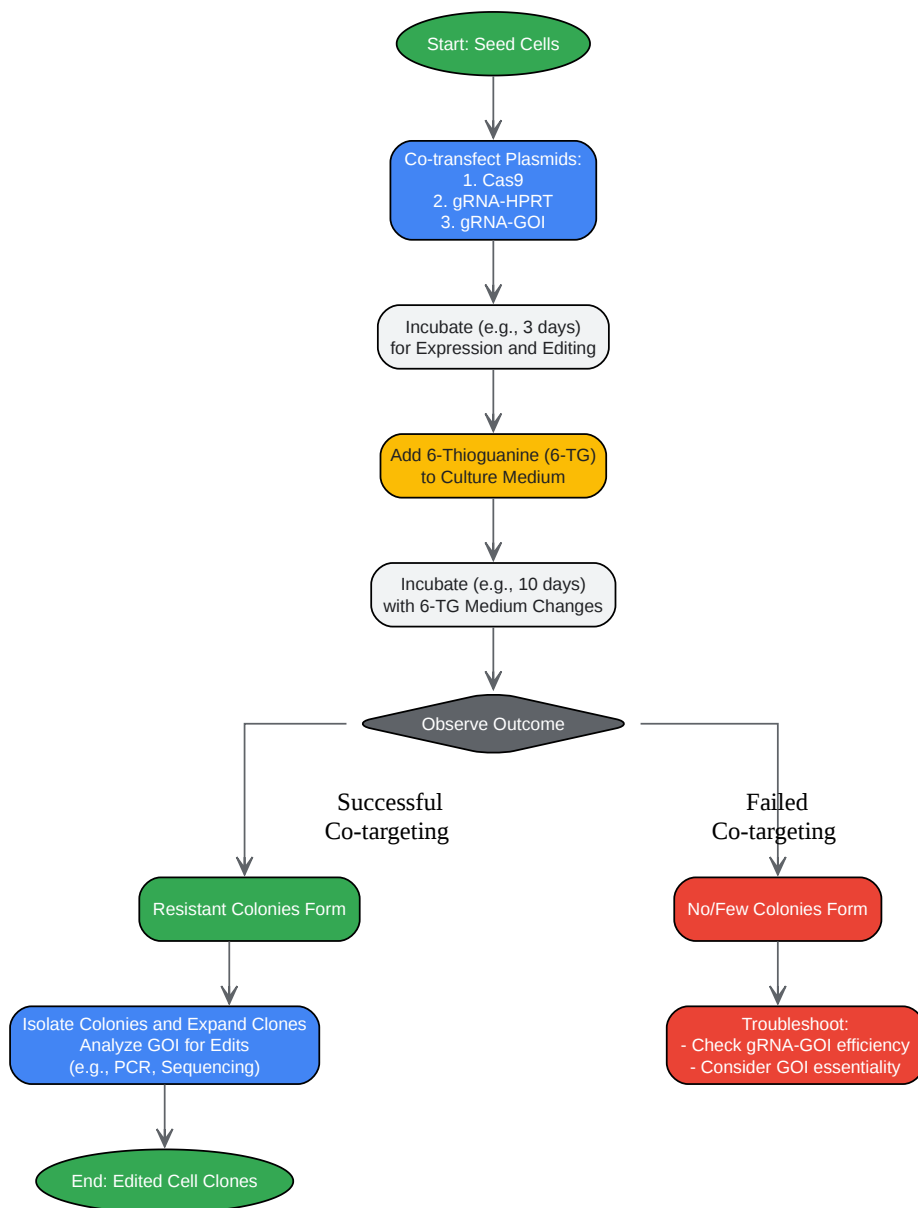 Start: Seed Cells
Co-transfect Plasmids:
1. Cas9
2. gRNA-HPRT
3. gRNA-GOI
Incubate (e.g., 3 days)
for Expression and Editing
Add 6-Thioguanine (6-TG)
to Culture Medium
Incubate (e.g., 10 days)
with 6-TG Medium Changes
Observe Outcome
Successful
Co-targeting
Failed
Co-targeting
Resistant Colonies Form
No/Few Colonies Form
Isolate Colonies and Expand Clones
Analyze GOI for Edits
(e.g., PCR, Sequencing)
Troubleshoot:
- Check gRNA-GOI efficiency
- Consider GOI essentiality
End: Edited Cell Clones